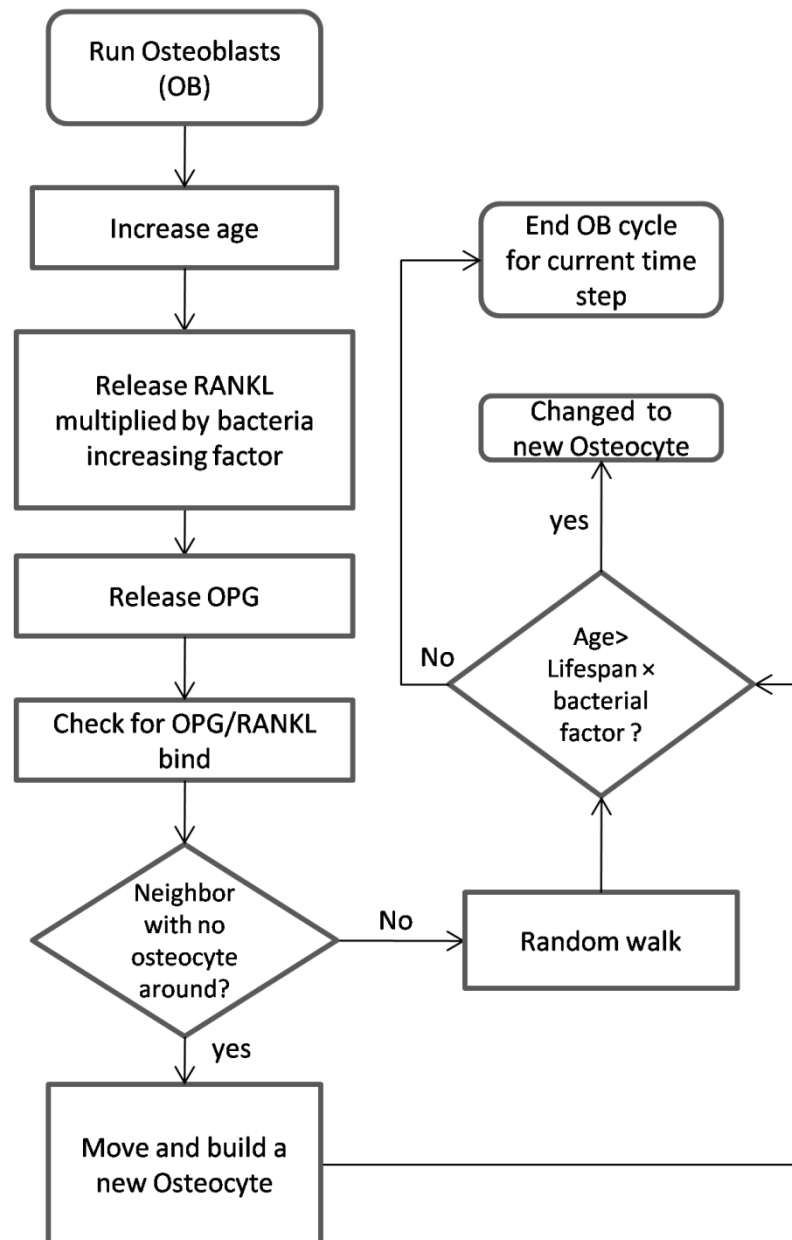 Run Osteoblasts
(OB)
Increase age
Release RANKL
multiplied by bacteria
increasing factor
Release OPG
Check for OPG/RANKL
bind
Neighbor
with no
osteocyte
around?
No
yes
Move and build a
new Osteocyte
Random walk
Age>
Lifespan ×
bacterial
factor ?
No
yes
Changed to
new Osteocyte
End OB cycle
for current time
step